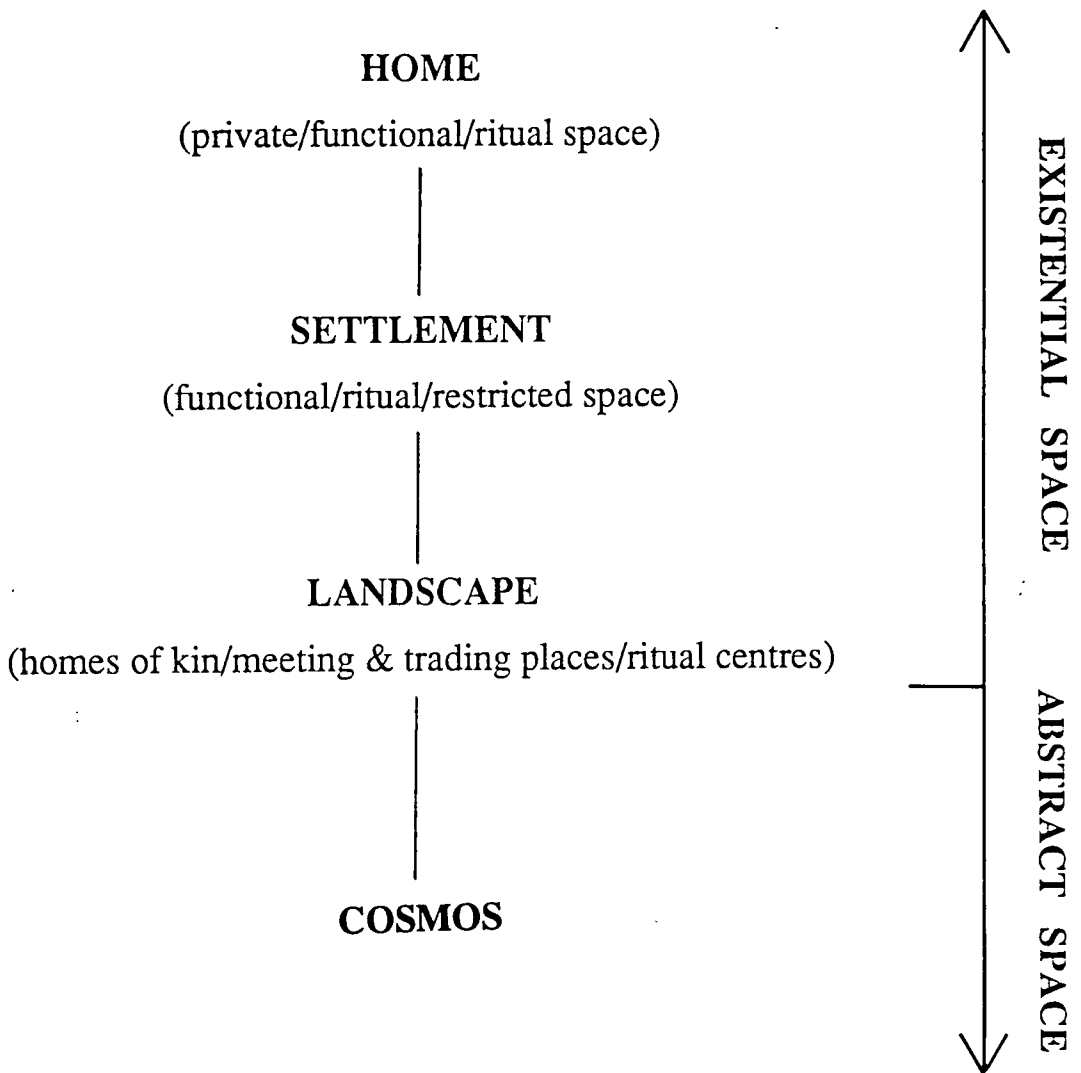 HOME
(private/functional/ritual space)
SETTLEMENT
(functional/ritual/restricted space)
LANDSCAPE
(homes of kin/meeting & trading places/ritual centres)
COSMOS
EXISTENTIAL SPACE
ABSTRACT SPACE